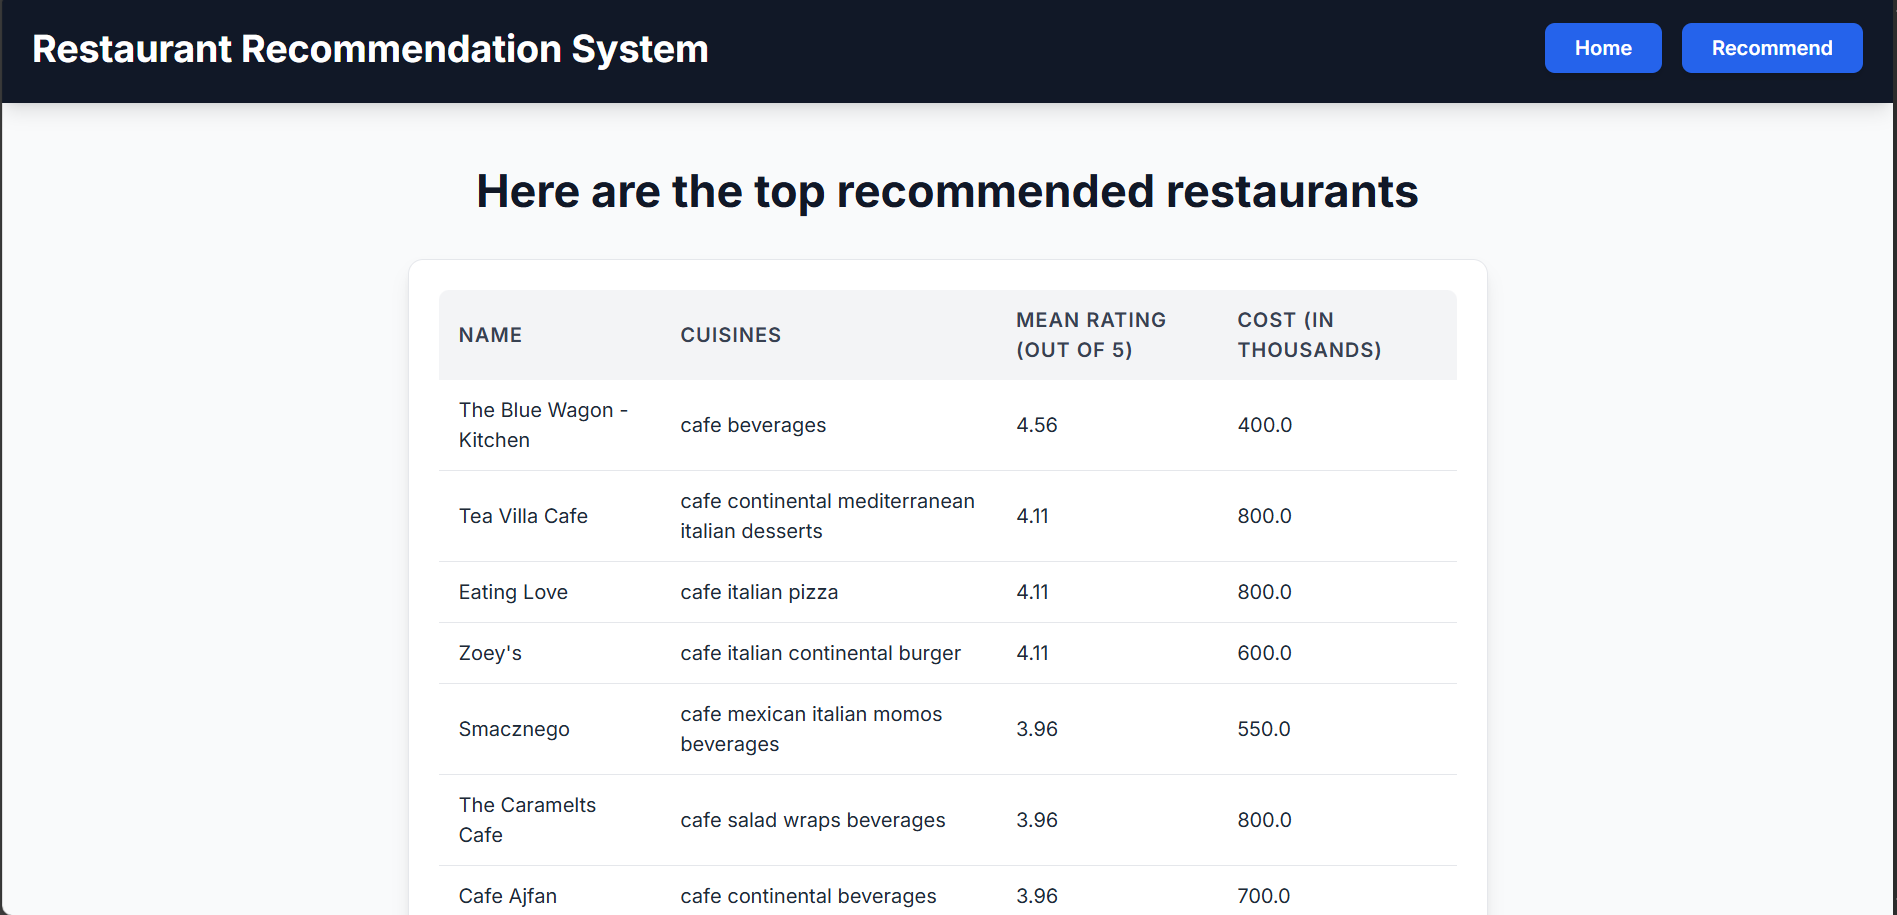 Restaurant Recommendation System
Home
Recommend
Here are the top recommended restaurants
NAME
CUISINES
MEAN RATING
(OUT OF 5)
COST (IN
THOUSANDS)
The Blue Wagon -
Kitchen
cafe beverages
4.56
400.0
Tea Villa Cafe
cafe continental mediterranean
italian desserts
4.11
800.0
Eating Love
cafe italian pizza
4.11
800.0
Zoey's
cafe italian continental burger
4.11
600.0
Smacznego
cafe mexican italian momos
beverages
3.96
550.0
The Caramelts
Cafe
cafe salad wraps beverages
3.96
800.0
Cafe Ajfan
cafe continental beverages
3.96
700.0